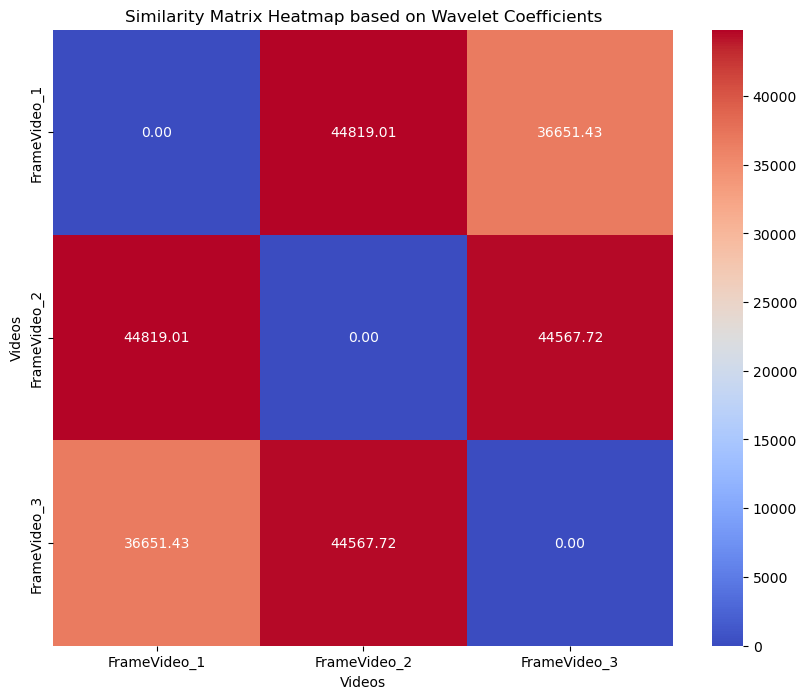 Similarity Matrix Heatmap based on Wavelet Coefficients
Videos
FrameVideo_1
0.00
44819.01
36651.43
FrameVideo_2
44819.01
0.00
44567.72
FrameVideo_3
36651.43
44567.72
0.00
FrameVideo_1
FrameVideo_2
FrameVideo_3
Videos
40000
35000
30000
25000
20000
15000
10000
5000
0